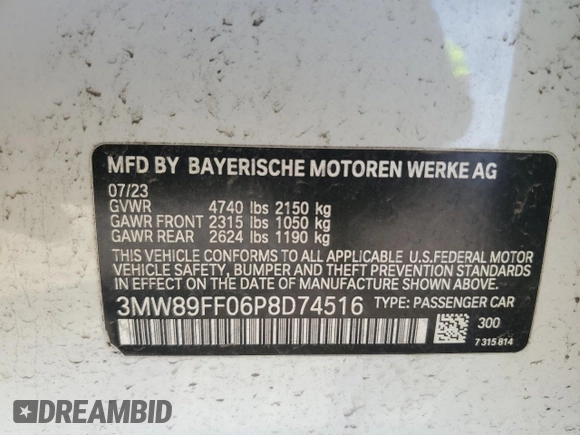 MFD BY BAYERISCHE MOTOREN WERKE AG
07/23
GVWR 4740 lbs 2150 kg
GAWR FRONT 2315 lbs 1050 kg
GAWR REAR 2624 lbs 1190 kg
THIS VEHICLE CONFORMS TO ALL APPLICABLE U.S.FEDERAL MOTOR
VEHICLE SAFETY, BUMPER AND THEFT PREVENTION STANDARDS
IN EFFECT ON THE DATE OF MANUFACTURE SHOWN ABOVE.
3MW89FF06P8D74516 TYPE: PASSENGER CAR
300
7 315 814
DREAMBID